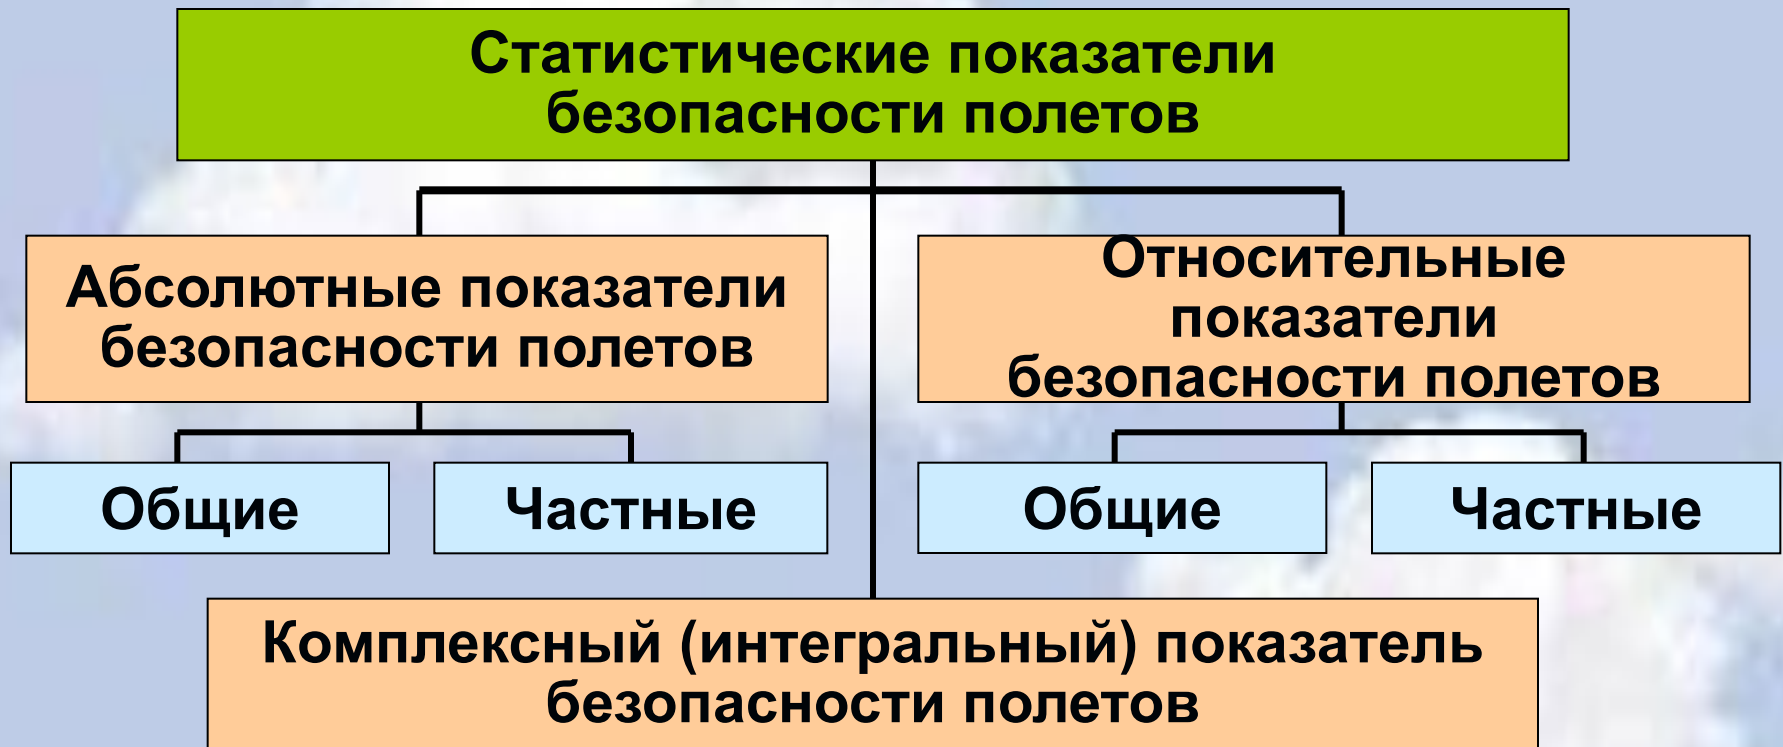 Статистические показатели
безопасности полетов
Абсолютные показатели
безопасности полетов
Относительные
показатели
безопасности полетов
Общие
Частные
Общие
Частные
Комплексный (интегральный) показатель
безопасности полетов